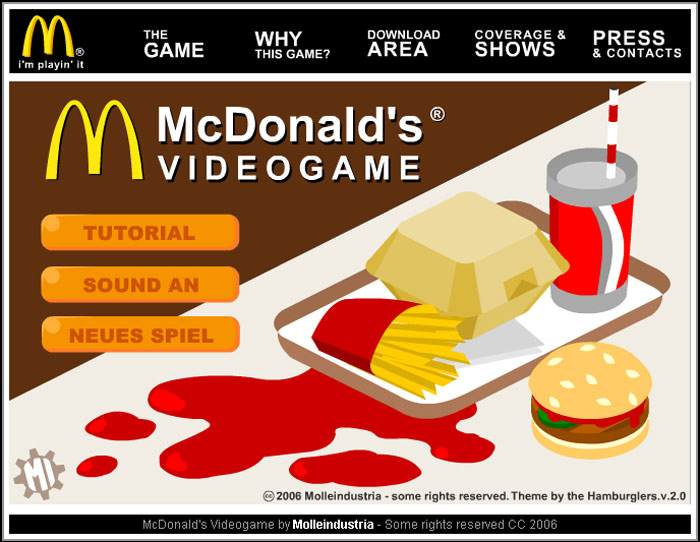 i'm playin' it ®
THE
GAME
WHY
THIS GAME?
DOWNLOAD
AREA
COVERAGE &
SHOWS
PRESS
& CONTACTS
McDonald's®
VIDEOGAME
TUTORIAL
SOUND AN
NEUES SPIEL
MI
cc 2006 Molleindustria - some rights reserved. Theme by the Hamburglers.v.2.0
McDonald's Videogame by Molleindustria - Some rights reserved CC 2006